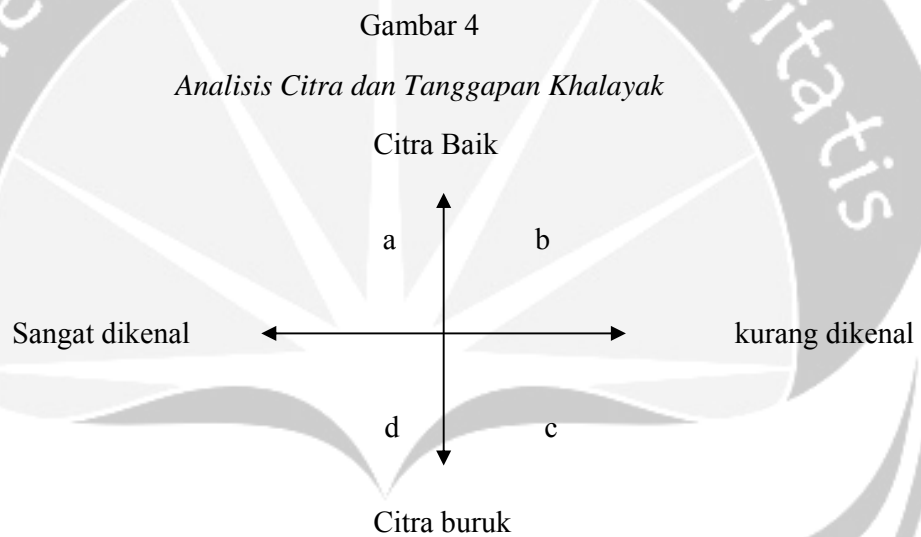 Gambar 4
Analisis Citra dan Tanggapan Khalayak
Citra Baik
a b
Sangat dikenal kurang dikenal
d c
Citra buruk